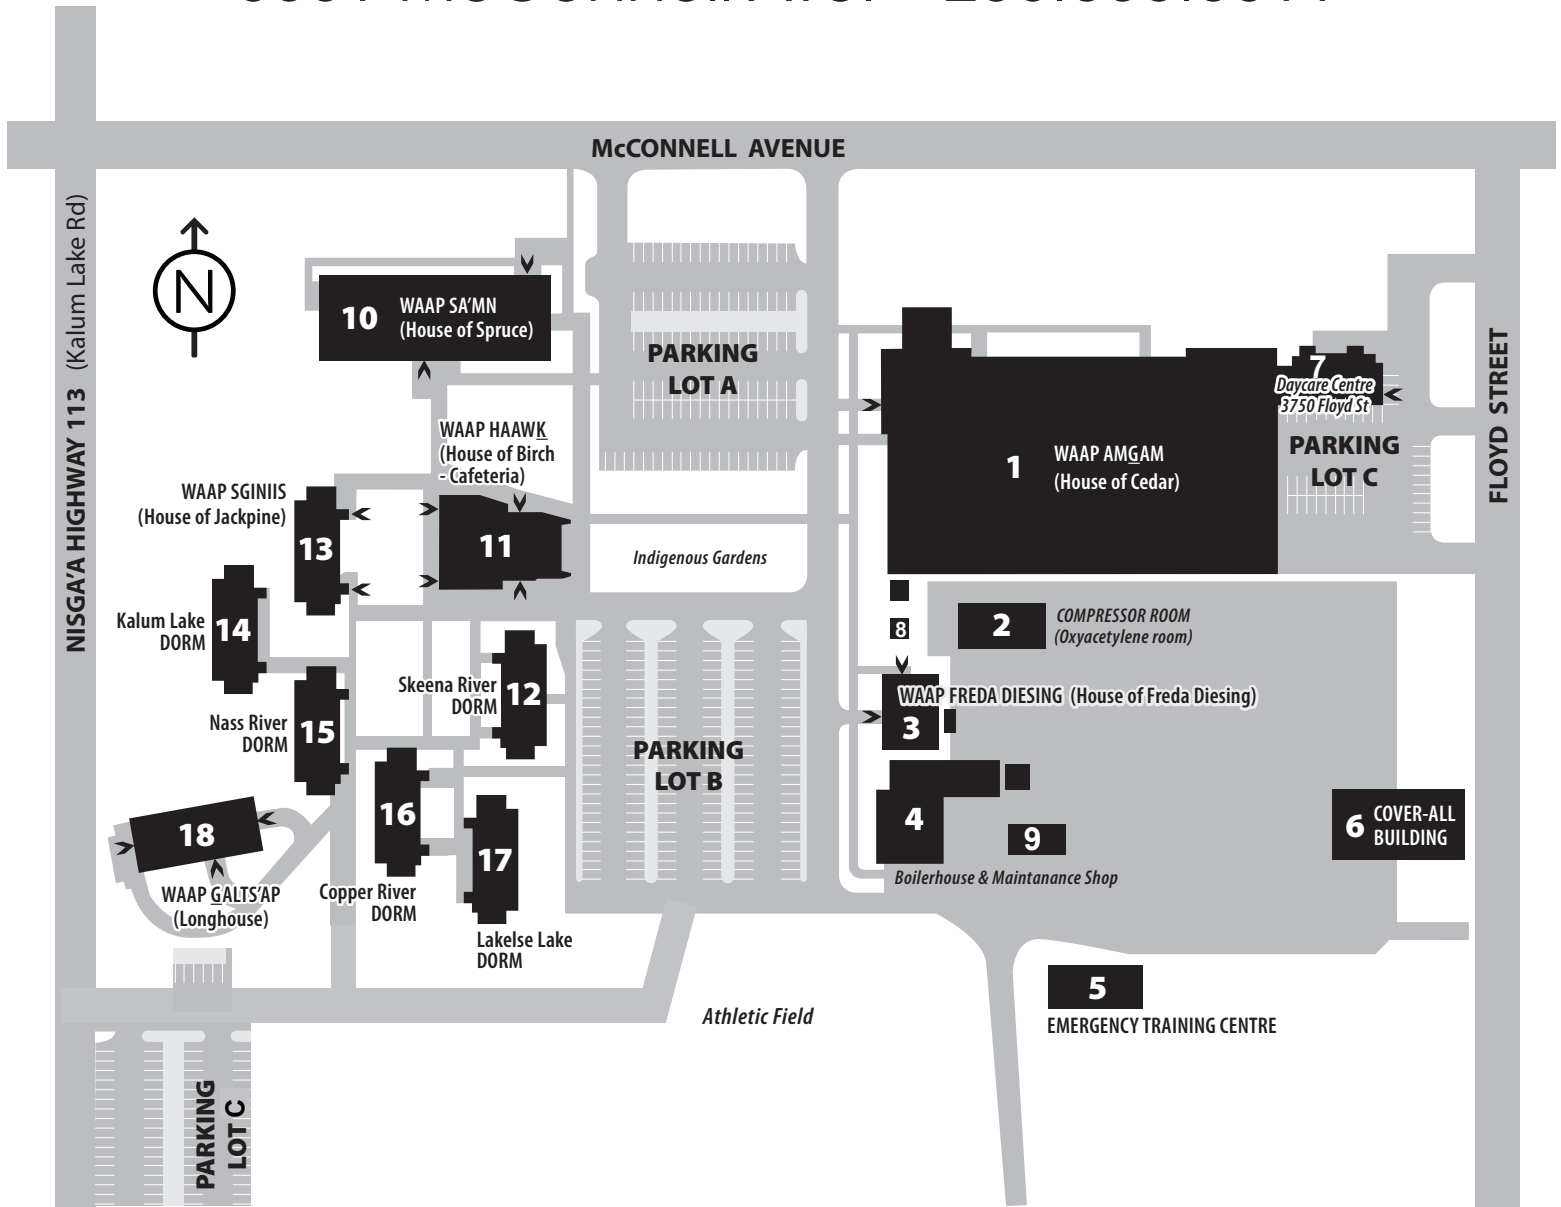 McCONNELL AVENUE
NISGA'A HIGHWAY 113 (Kalum Lake Rd)
N
10
WAAP SA'MN
(House of Spruce)
PARKING
LOT A
7
Daycare Centre
3750 Floyd St
FLOYD STREET
WAAP HAAWK
(House of Birch
- Cafeteria)
PARKING
LOT C
1
WAAP AMGAM
(House of Cedar)
WAAP SGINIIS
(House of Jackpine)
13
11
Indigenous Gardens
Kalum Lake
DORM
14
8
2
COMPRESSOR ROOM
(Oxyacetylene room)
Skeena River
DORM
12
WAAP FREDA DIESING (House of Freda Diesing)
3
Nass River
DORM
15
PARKING
LOT B
16
4
9
6
COVER-ALL
BUILDING
18
17
Boilerhouse & Maintanance Shop
WAAP GALTS'AP
(Longhouse)
Copper River
DORM
Lakelse Lake
DORM
5
EMERGENCY TRAINING CENTRE
Athletic Field
PARKING
LOT C